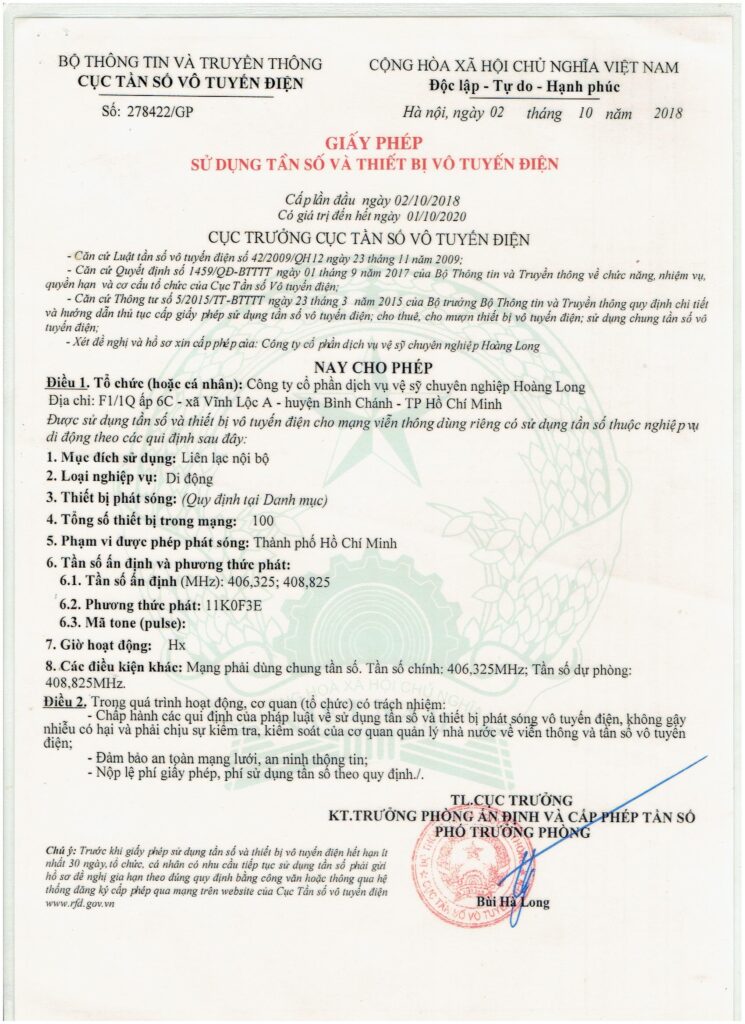 BỘ THÔNG TIN VÀ TRUYỀN THÔNG
CỤC TẦN SỐ VÔ TUYẾN ĐIỆN
Số: 278422/GP
CỘNG HÒA XÃ HỘI CHỦ NGHĨA VIỆT NAM
Độc lập - Tự do - Hạnh phúc
Hà nội, ngày 02 tháng 10 năm 2018
GIẤY PHÉP
SỬ DỤNG TẦN SỐ VÀ THIẾT BỊ VÔ TUYẾN ĐIỆN
Cấp lần đầu ngày 02/10/2018
Có giá trị đến hết ngày 01/10/2020
CỤC TRƯỞNG CỤC TẦN SỐ VÔ TUYẾN ĐIỆN
- Căn cứ Luật tần số vô tuyến điện số 42/2009/QH12 ngày 23 tháng 11 năm 2009;
- Căn cứ Quyết định số 1459/QĐ-BTTTT ngày 01 tháng 9 năm 2017 của Bộ Thông tin và Truyền thông về chức năng, nhiệm vụ,
quyền hạn và cơ cấu tổ chức của Cục Tần Số Vô tuyến điện;
- Căn cứ Thông tư số 5/2015/TT-BTTTT ngày 23 tháng 3 năm 2015 của Bộ trưởng Bộ Thông tin và Truyền thông quy định chi tiết
và hướng dẫn thủ tục cấp giấy phép sử dụng tần số vô tuyến điện; cho thuê, cho mượn thiết bị vô tuyến điện; sử dụng chung tần số vô
tuyến điện;
- Xét đề nghị và hồ sơ xin cấp phép của: Công ty cổ phần dịch vụ vệ sỹ chuyên nghiệp Hoàng Long
NAY CHO PHÉP
Điều 1. Tổ chức (hoặc cá nhân): Công ty cổ phần dịch vụ vệ sỹ chuyên nghiệp Hoàng Long
Địa chỉ: F1/1Q ấp 6C - xã Vĩnh Lộc A - huyện Bình Chánh - TP Hồ Chí Minh
Được sử dụng tần số và thiết bị vô tuyến điện cho mạng viễn thông dùng riêng có sử dụng tần số thuộc nghiệp vụ
di động theo các qui định sau đây:
1. Mục đích sử dụng: Liên lạc nội bộ
2. Loại nghiệp vụ: Di động
3. Thiết bị phát sóng: (Quy định tại Danh mục)
4. Tổng số thiết bị trong mạng: 100
5. Phạm vi được phép phát sóng: Thành phố Hồ Chí Minh
6. Tần số ấn định và phương thức phát:
6.1. Tần số ấn định (MHz): 406,325; 408,825
6.2. Phương thức phát: 11K0F3E
6.3. Mã tone (pulse):
7. Giờ hoạt động: Hx
8. Các điều kiện khác: Mạng phải dùng chung tần số. Tần số chính: 406,325MHz; Tần số dự phòng:
408,825MHz.
Điều 2. Trong quá trình hoạt động, cơ quan (tổ chức) có trách nhiệm:
- Chấp hành các qui định của pháp luật về sử dụng tần số và thiết bị phát sóng vô tuyến điện, không gây
nhiễu có hại và phải chịu sự kiểm tra, kiểm soát của cơ quan quản lý nhà nước về viễn thông và tần số vô tuyến
điện;
- Đảm bảo an toàn mạng lưới, an ninh thông tin;
- Nộp lệ phí giấy phép, phí sử dụng tần số theo quy định./.
TL.CỤC TRƯỞNG
KT.TRƯỞNG PHÒNG ẤN ĐỊNH VÀ CẤP PHÉP TẦN SỐ
PHÓ TRƯỞNG PHÒNG
Bùi Hà Long
Chú ý: Trước khi giấy phép sử dụng tần số và thiết bị vô tuyến điện hết hạn ít
nhất 30 ngày, tổ chức, cá nhân có nhu cầu tiếp tục sử dụng tần số phải gửi
hồ sơ đề nghị gia hạn theo đúng quy định bằng công văn hoặc thông qua hệ
thống đăng ký cấp phép qua mạng trên website của Cục Tần số vô tuyến điện
www.rfd.gov.vn